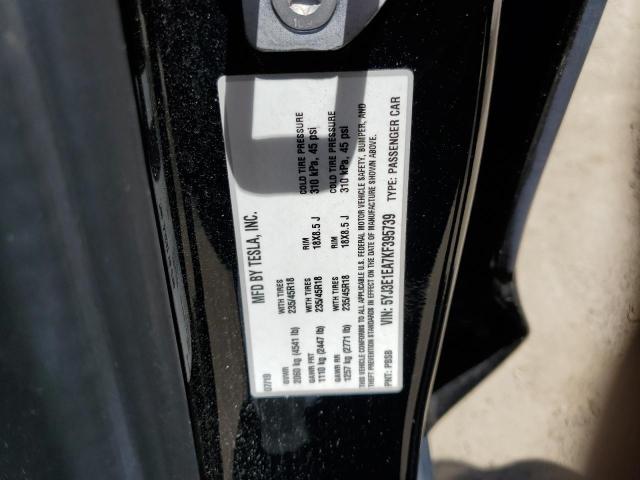 MFD BY TESLA, INC.
07/19
GVWR WITH TIRES RIM COLD TIRE PRESSURE
2060 kg (4541 lb) 235/45R18 18X8.5 J 310 kPa, 45 psi
GAWR FRT WITH TIRES
1110 kg (2447 lb) 235/45R18
GAWR RR WITH TIRES RIM COLD TIRE PRESSURE
1257 kg (2771 lb) 235/45R18 18X8.5 J 310 kPa, 45 psi
THIS VEHICLE CONFORMS TO ALL APPLICABLE U.S. FEDERAL MOTOR VEHICLE SAFETY, BUMPER, AND
THEFT PREVENTION STANDARDS IN EFFECT ON THE DATE OF MANUFACTURE SHOWN ABOVE.
VIN: 5YJ3E1EA7KF395739
PNT: PBSB TYPE: PASSENGER CAR